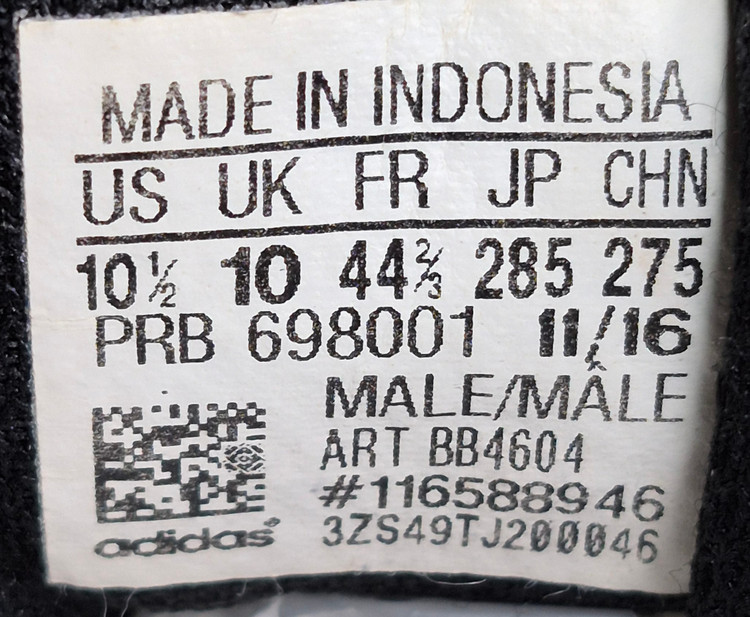 MADE IN INDONESIA
US UK FR JP CHN
10½ 10 44⅔ 285 275
PRB 698001 11/16
MALE/MÂLE
ART BB4604
#116588946
3ZS49TJ200046
adidas